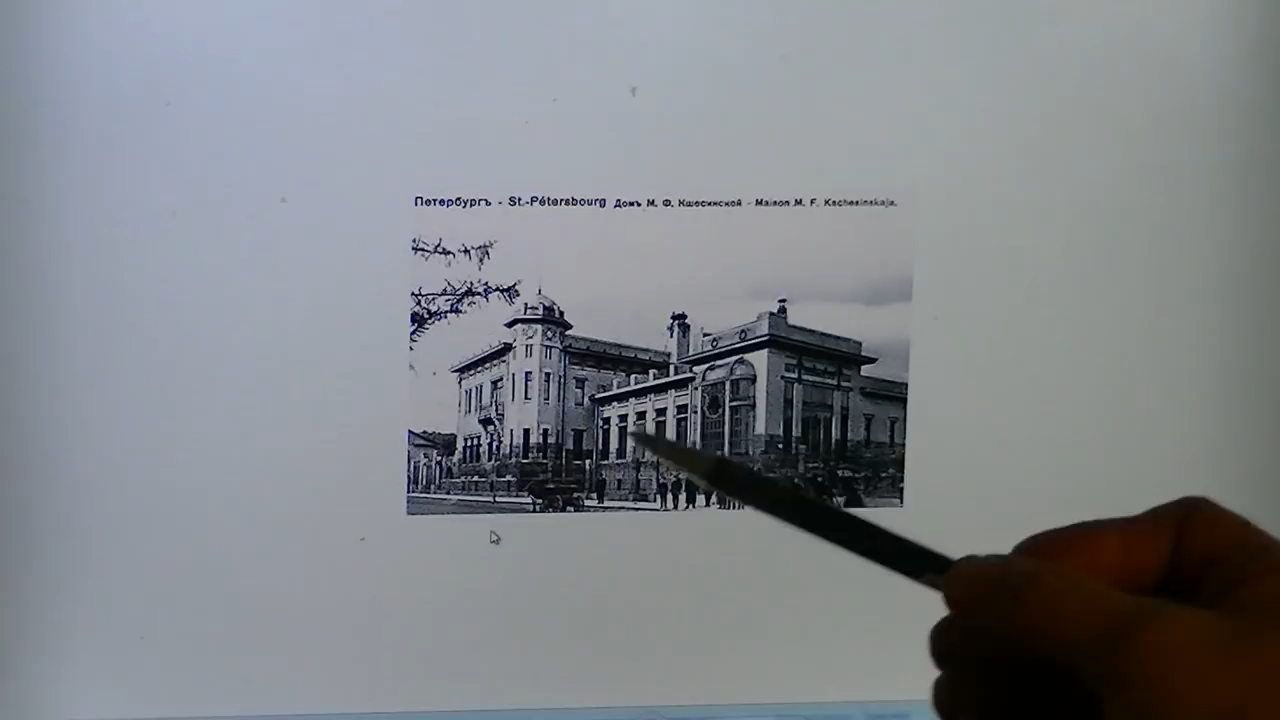 Петербургъ - St.-Pétersbourg Домъ М. Ф. Кшесинской - Maison M. F. Kschesinskaja.